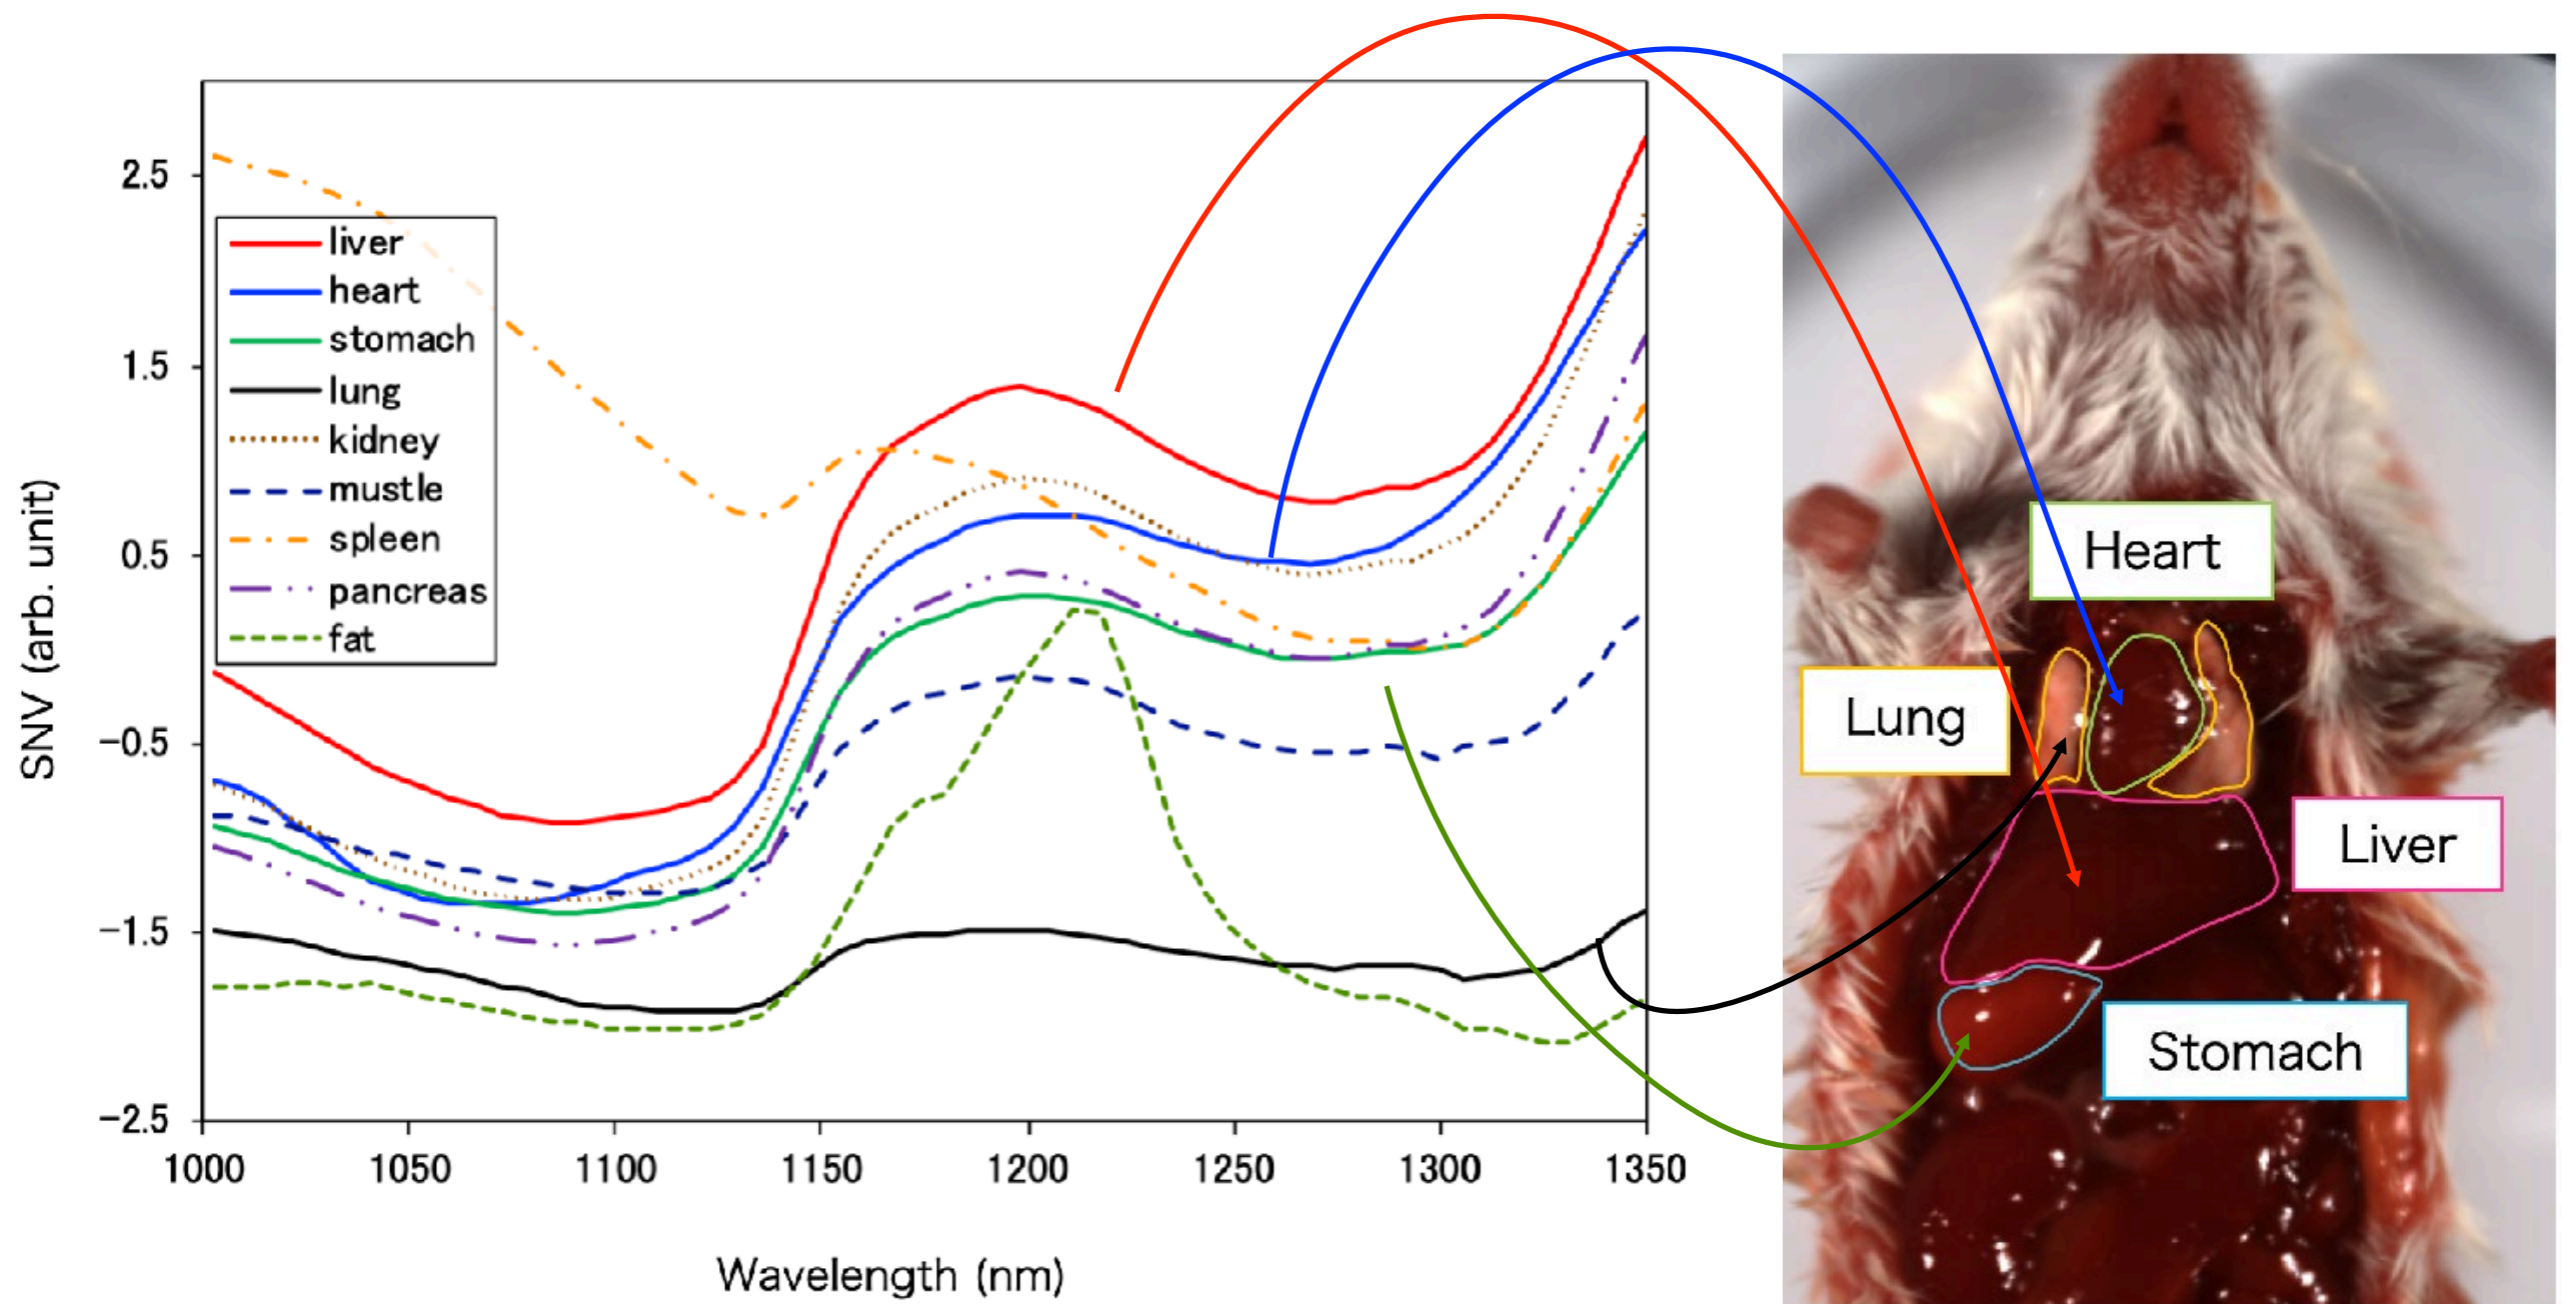 SNV (arb. unit)
2.5
1.5
0.5
−0.5
−1.5
−2.5
liver
heart
stomach
lung
kidney
mustle
spleen
pancreas
fat
1000 1050 1100 1150 1200 1250 1300 1350
Wavelength (nm)
Heart
Lung
Liver
Stomach